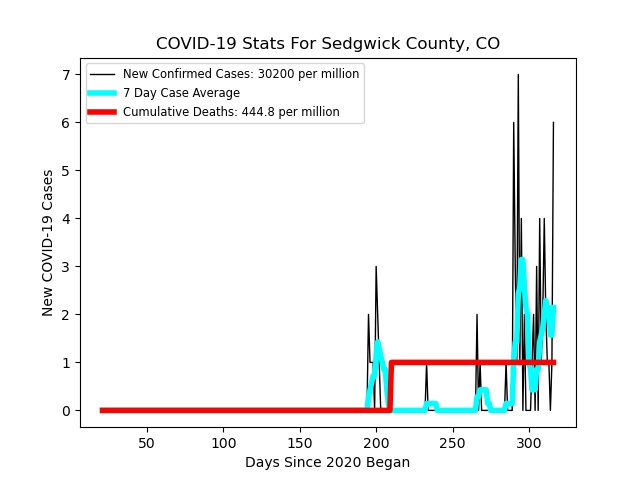 COVID-19 Stats For Sedgwick County, CO
New Confirmed Cases: 30200 per million
7 Day Case Average
Cumulative Deaths: 444.8 per million
7
6
5
4
3
2
1
0
New COVID-19 Cases
50 100 150 200 250 300
Days Since 2020 Began